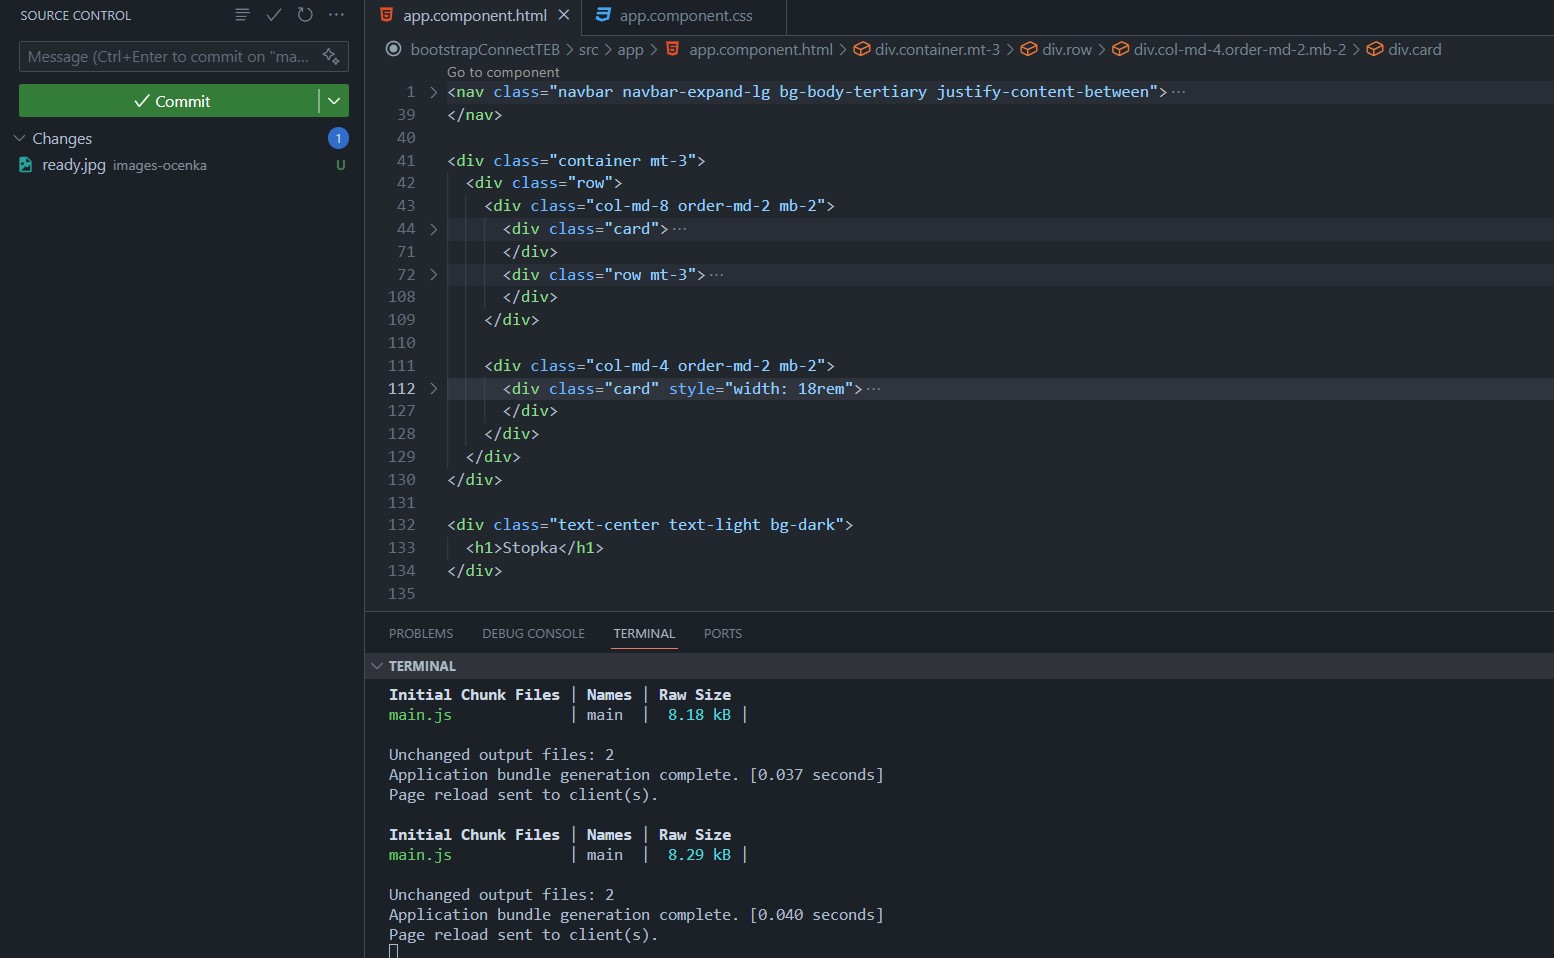 SOURCE CONTROL
Message (Ctrl+Enter to commit on "ma...
Commit
Changes 1
ready.jpg images-ocenka U
app.component.html
app.component.css
bootstrapConnectTEB > src > app > app.component.html > div.container.mt-3 > div.row > div.col-md-4.order-md-2.mb-2 > div.card
Go to component
1 <nav class="navbar navbar-expand-lg bg-body-tertiary justify-content-between">···
39 </nav>
40
41 <div class="container mt-3">
42 <div class="row">
43 <div class="col-md-8 order-md-2 mb-2">
44 <div class="card">···
71 </div>
72 <div class="row mt-3">···
108 </div>
109 </div>
110
111 <div class="col-md-4 order-md-2 mb-2">
112 <div class="card" style="width: 18rem">···
127 </div>
128 </div>
129 </div>
130 </div>
131
132 <div class="text-center text-light bg-dark">
133 <h1>Stopka</h1>
134 </div>
135
PROBLEMS DEBUG CONSOLE TERMINAL PORTS
TERMINAL
Initial Chunk Files | Names | Raw Size
main.js | main | 8.18 kB |
Unchanged output files: 2
Application bundle generation complete. [0.037 seconds]
Page reload sent to client(s).
Initial Chunk Files | Names | Raw Size
main.js | main | 8.29 kB |
Unchanged output files: 2
Application bundle generation complete. [0.040 seconds]
Page reload sent to client(s).